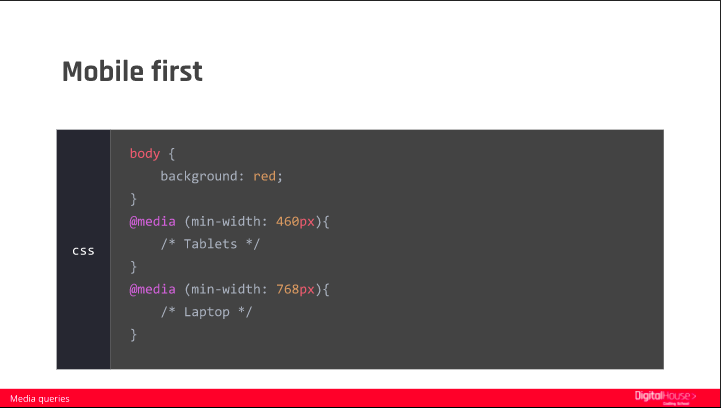 Mobile first
css
body {
    background: red;
}
@media (min-width: 460px){
    /* Tablets */
}
@media (min-width: 768px){
    /* Laptop */
}
Media queries
DigitalHouse>
Coding School